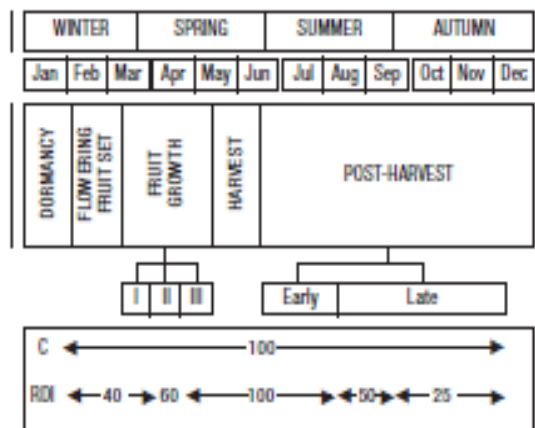 WINTER SPRING SUMMER AUTUMN
Jan Feb Mar Apr May Jun Jul Aug Sep Oct Nov Dec
DORMANCY
FLOWERING
FRUIT SET
FRUIT
GROWTH
HARVEST
POST-HARVEST
I II III Early Late
C 100
RDI 40 60 100 50 25